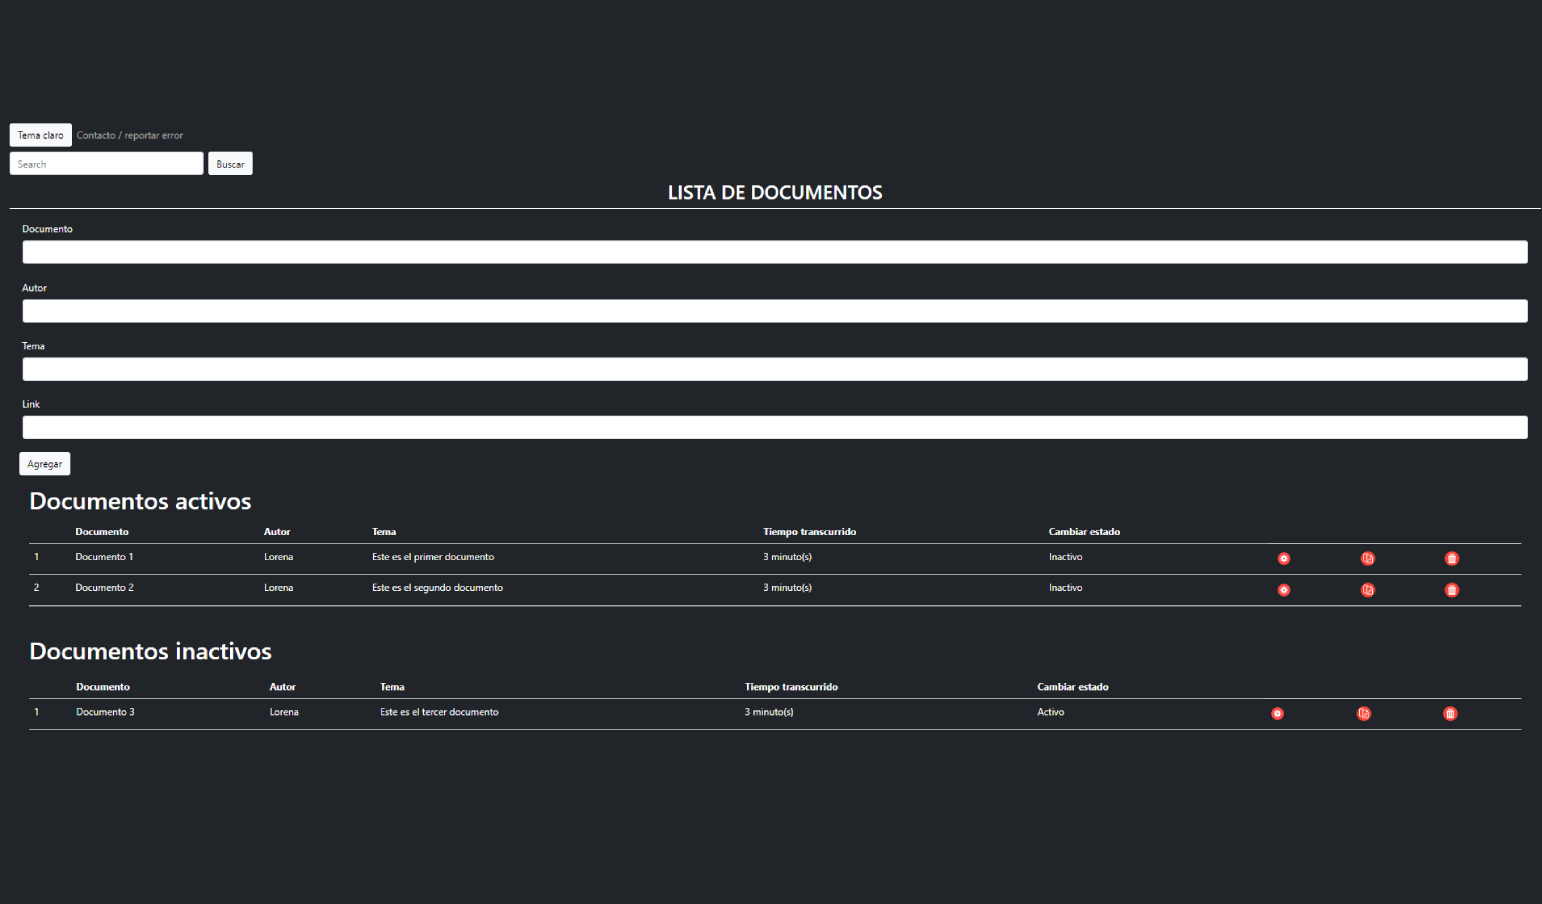 Tema claro Contacto / reportar error
Search Buscar
LISTA DE DOCUMENTOS
Documento
Autor
Tema
Link
Agregar
Documentos activos
Documento Autor Tema Tiempo transcurrido Cambiar estado
1 Documento 1 Lorena Este es el primer documento 3 minuto(s) Inactivo
2 Documento 2 Lorena Este es el segundo documento 3 minuto(s) Inactivo
Documentos inactivos
Documento Autor Tema Tiempo transcurrido Cambiar estado
1 Documento 3 Lorena Este es el tercer documento 3 minuto(s) Activo